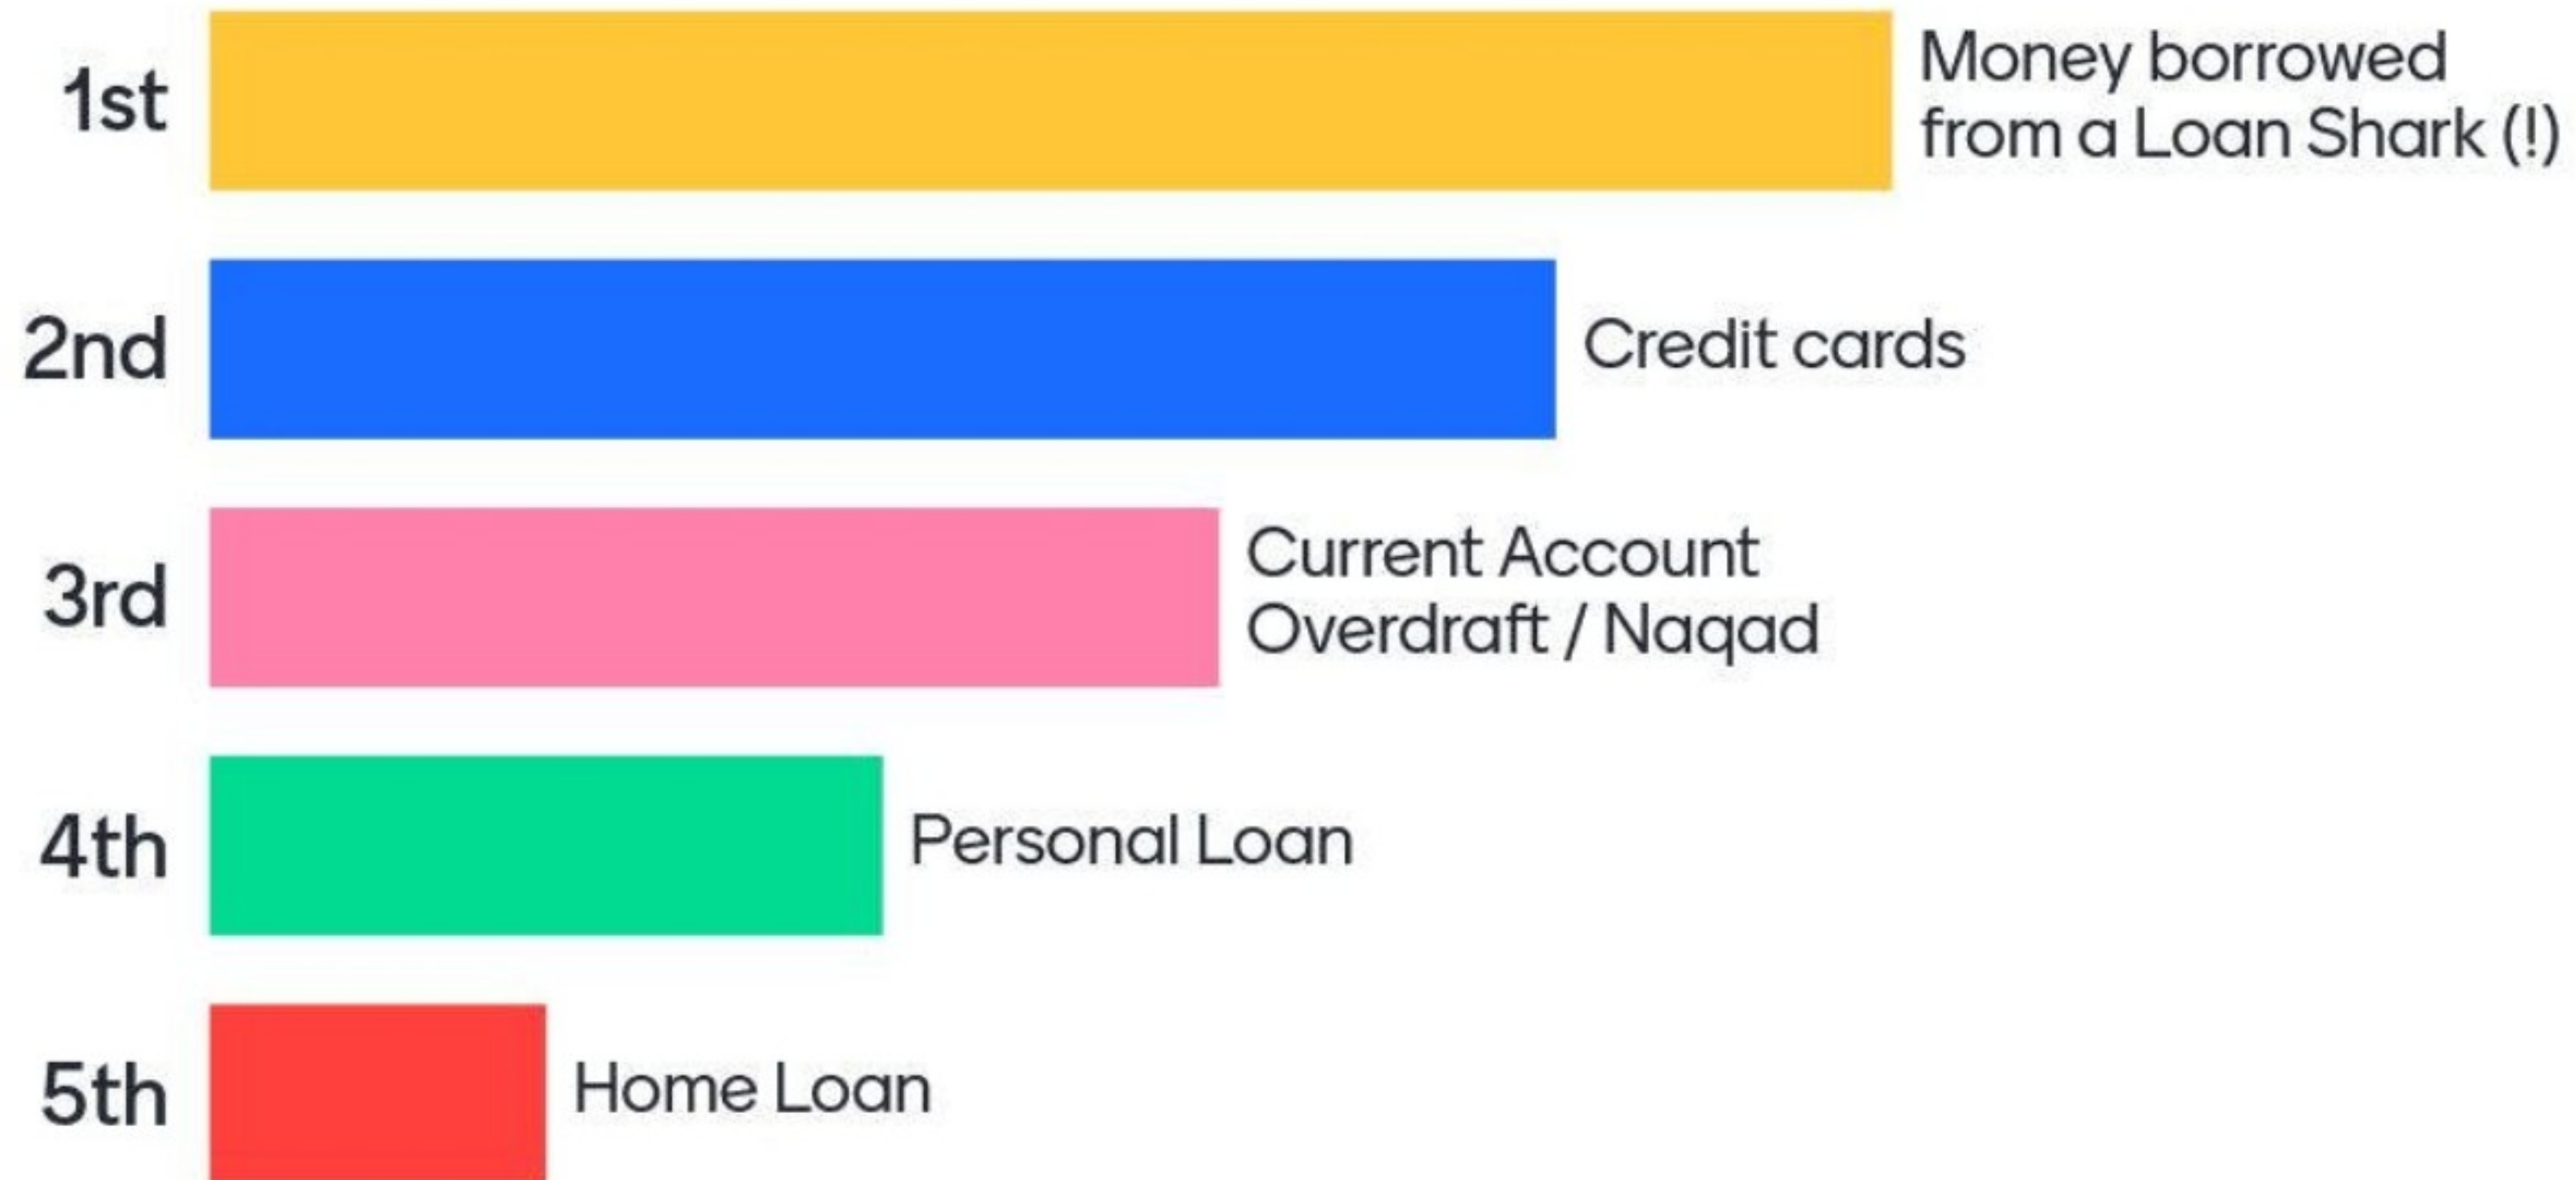 1st
Money borrowed
from a Loan Shark (!)
2nd
Credit cards
3rd
Current Account
Overdraft / Naqad
4th
Personal Loan
5th
Home Loan